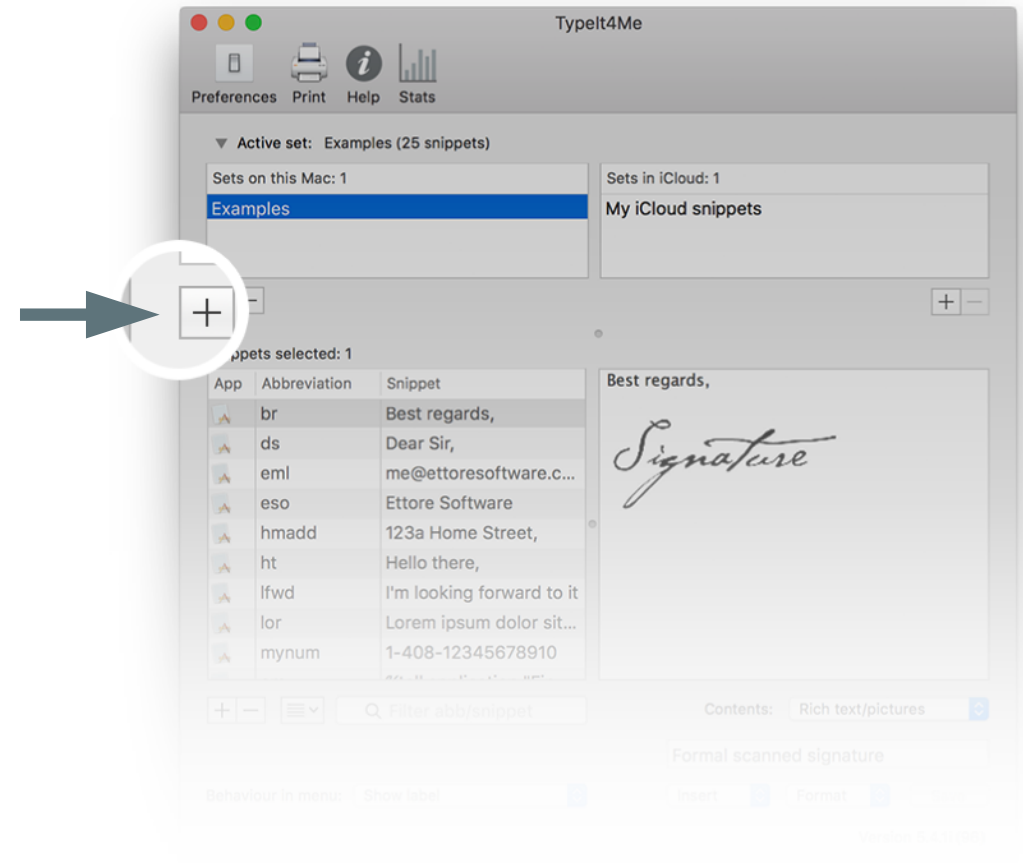 TypeIt4Me
Preferences Print Help Stats
Active set: Examples (25 snippets)
Sets on this Mac: 1
Examples
Sets in iCloud: 1
My iCloud snippets
ppets selected: 1
App Abbreviation Snippet
br Best regards,
ds Dear Sir,
eml me@ettoresoftware.c...
eso Ettore Software
hmadd 123a Home Street,
ht Hello there,
lfwd I'm looking forward to it
lor Lorem ipsum dolor sit...
mynum 1-408-12345678910
Best regards,
Signature
Filter abb/snippet
Contents: Rich text/pictures
Formal scanned signature
Behaviour in menu: Show label
Insert Format